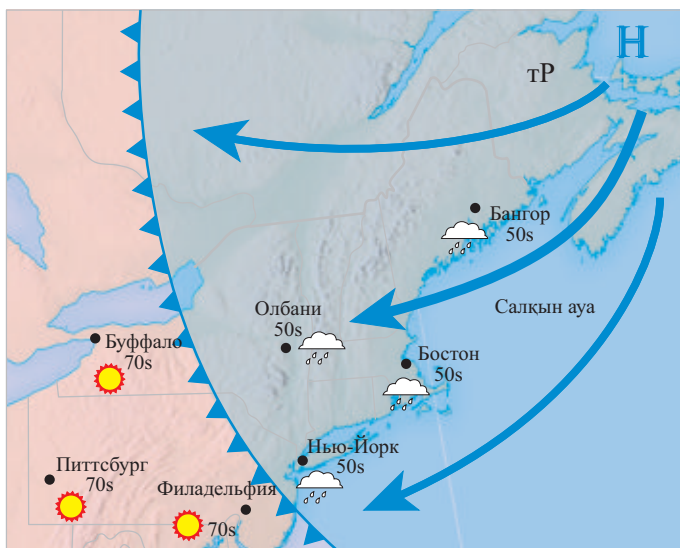 Н
тР
Бангор
50s
Салқын ауа
Олбани
50s
Буффало
70s
Бостон
50s
Нью-Йорк
50s
Питтсбург
70s
Филадельфия
70s